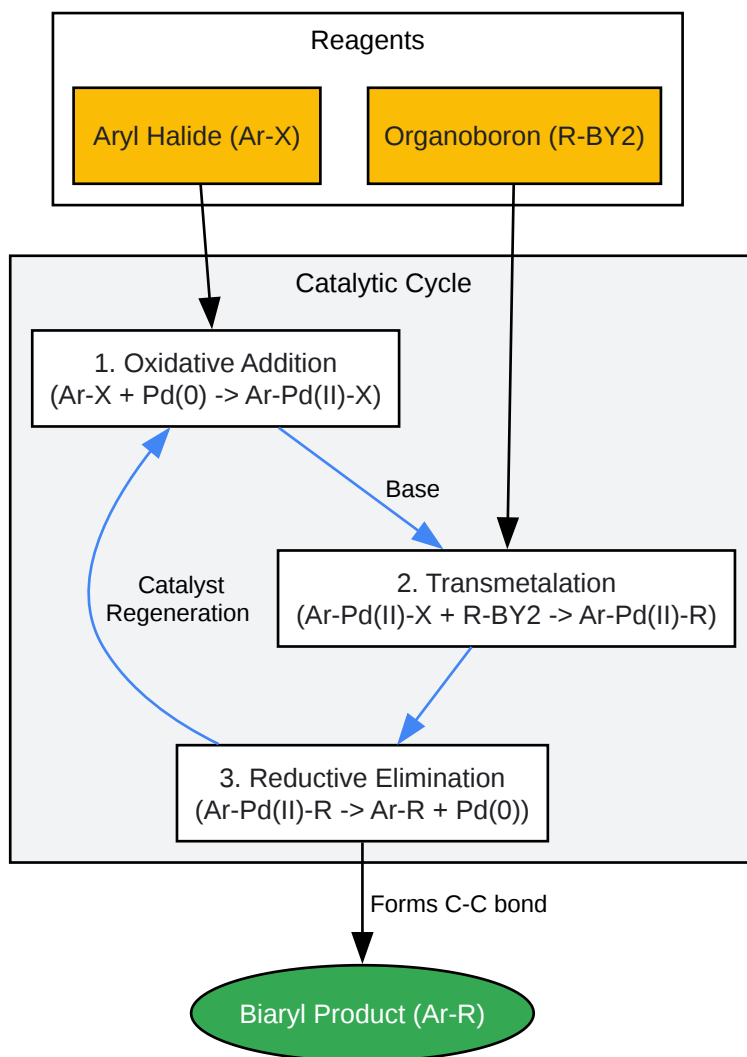 Reagents
Aryl Halide (Ar-X)
Organoboron (R-BY2)
Catalytic Cycle
1. Oxidative Addition
(Ar-X + Pd(0) -> Ar-Pd(II)-X)
Base
Catalyst
Regeneration
2. Transmetalation
(Ar-Pd(II)-X + R-BY2 -> Ar-Pd(II)-R)
3. Reductive Elimination
(Ar-Pd(II)-R -> Ar-R + Pd(0))
Forms C-C bond
Biaryl Product (Ar-R)